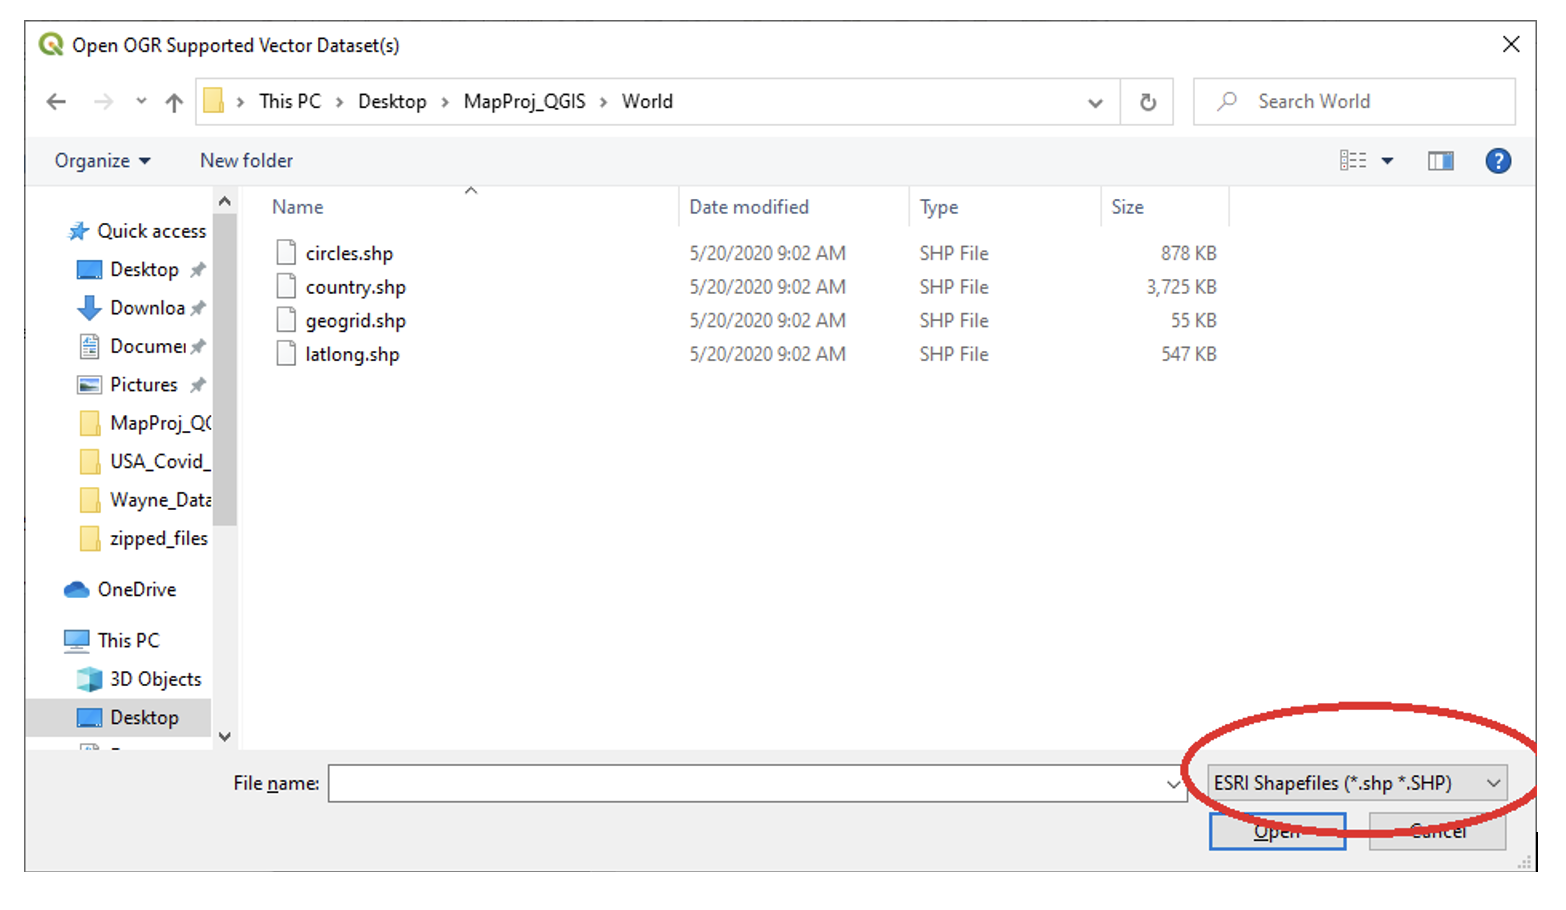 Open OGR Supported Vector Dataset(s)
This PC > Desktop > MapProj_QGIS > World
Search World
Organize
New folder
Name Date modified Type Size
circles.shp 5/20/2020 9:02 AM SHP File 878 KB
country.shp 5/20/2020 9:02 AM SHP File 3,725 KB
geogrid.shp 5/20/2020 9:02 AM SHP File 55 KB
latlong.shp 5/20/2020 9:02 AM SHP File 547 KB
Quick access
Desktop
Downloa
Documen
Pictures
MapProj_QG
USA_Covid_
Wayne_Data
zipped_files
OneDrive
This PC
3D Objects
Desktop
File name:
ESRI Shapefiles (*.shp *.SHP)
Open
Cancel